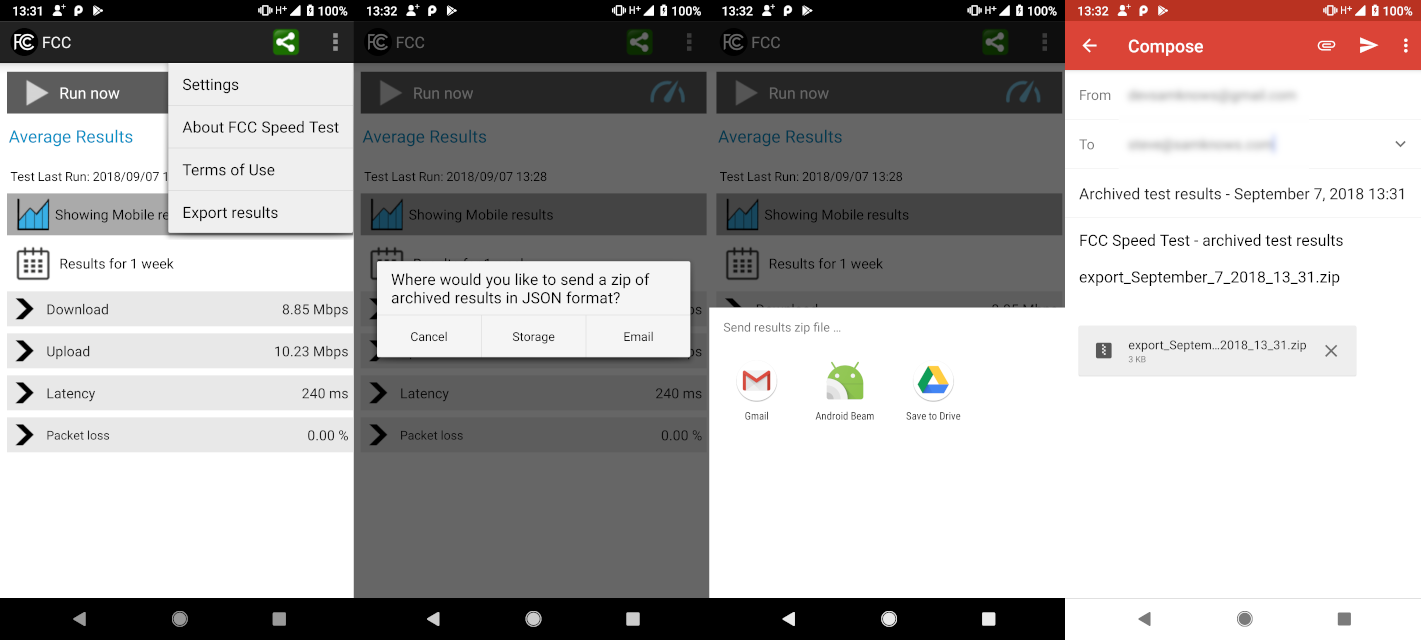 13:31
H+
100%
FCC
Run now
Settings
About FCC Speed Test
Terms of Use
Export results
Average Results
Test Last Run: 2018/09/07 1
Showing Mobile re
Results for 1 week
Download 8.85 Mbps
Upload 10.23 Mbps
Latency 240 ms
Packet loss 0.00 %
13:32
H+
100%
FCC
Run now
Average Results
Test Last Run: 2018/09/07 13:28
Showing Mobile results
Where would you like to send a zip of
archived results in JSON format?
Cancel Storage Email
Latency 240 ms
Packet loss 0.00 %
13:32
H+
100%
FCC
Run now
Average Results
Test Last Run: 2018/09/07 13:28
Showing Mobile results
Results for 1 week
Send results zip file ...
Gmail Android Beam Save to Drive
13:32
H+
100%
Compose
From
To
Archived test results - September 7, 2018 13:31
FCC Speed Test - archived test results
export_September_7_2018_13_31.zip
export_Septem...2018_13_31.zip
3 KB